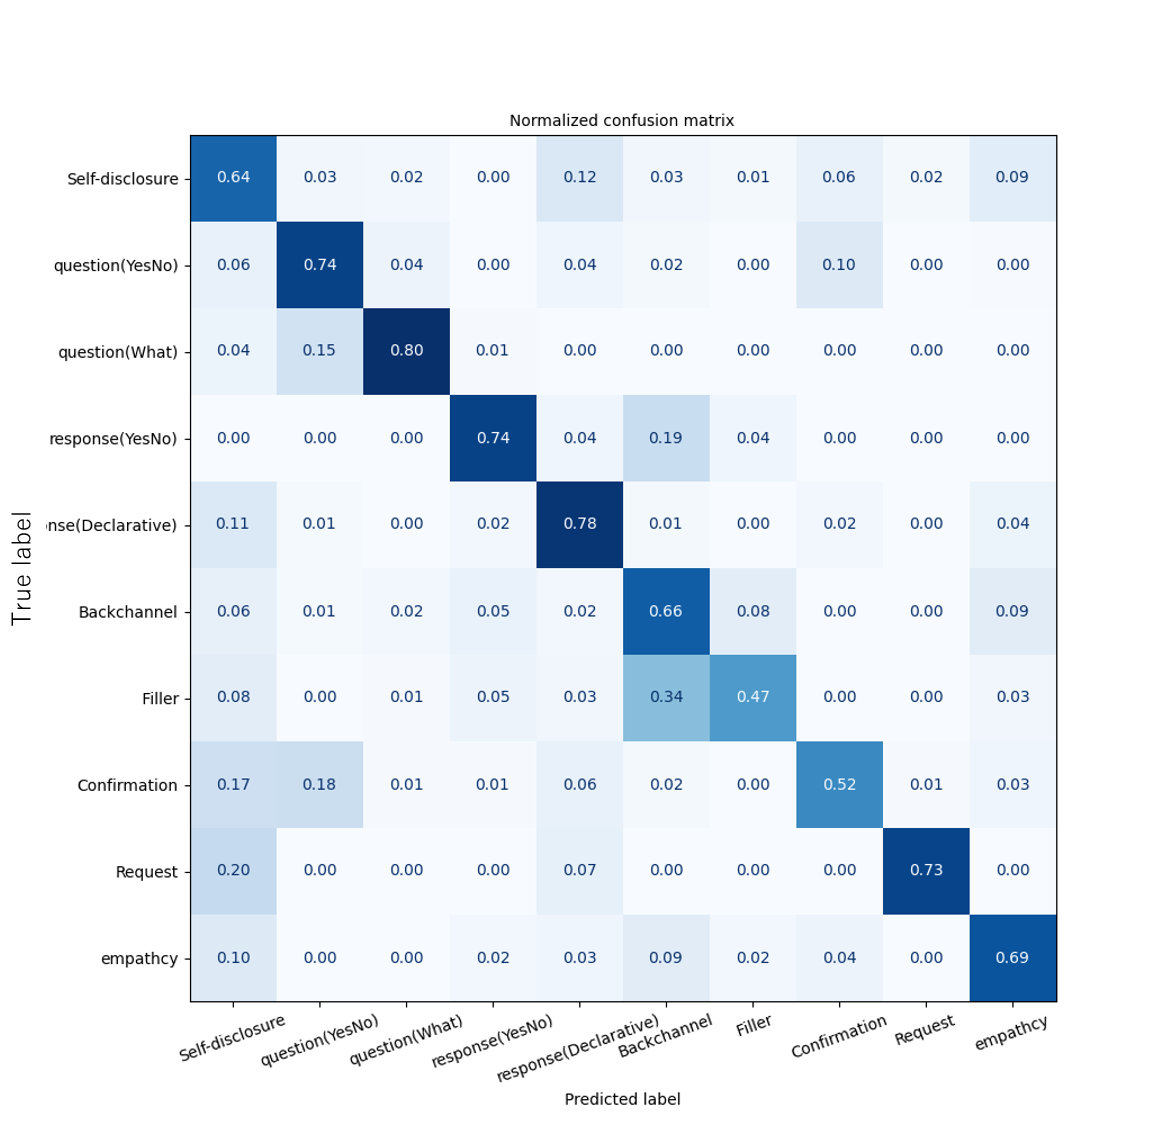 Normalized confusion matrix
Self-disclosure 0.64 0.03 0.02 0.00 0.12 0.03 0.01 0.06 0.02 0.09
question(YesNo) 0.06 0.74 0.04 0.00 0.04 0.02 0.00 0.10 0.00 0.00
question(What) 0.04 0.15 0.80 0.01 0.00 0.00 0.00 0.00 0.00 0.00
response(YesNo) 0.00 0.00 0.00 0.74 0.04 0.19 0.04 0.00 0.00 0.00
nse(Declarative) 0.11 0.01 0.00 0.02 0.78 0.01 0.00 0.02 0.00 0.04
Backchannel 0.06 0.01 0.02 0.05 0.02 0.66 0.08 0.00 0.00 0.09
Filler 0.08 0.00 0.01 0.05 0.03 0.34 0.47 0.00 0.00 0.03
Confirmation 0.17 0.18 0.01 0.01 0.06 0.02 0.00 0.52 0.01 0.03
Request 0.20 0.00 0.00 0.00 0.07 0.00 0.00 0.00 0.73 0.00
empathcy 0.10 0.00 0.00 0.02 0.03 0.09 0.02 0.04 0.00 0.69
True label
Self-disclosure question(YesNo) question(What) response(YesNo) response(Declarative) Backchannel Filler Confirmation Request empathcy
Predicted label